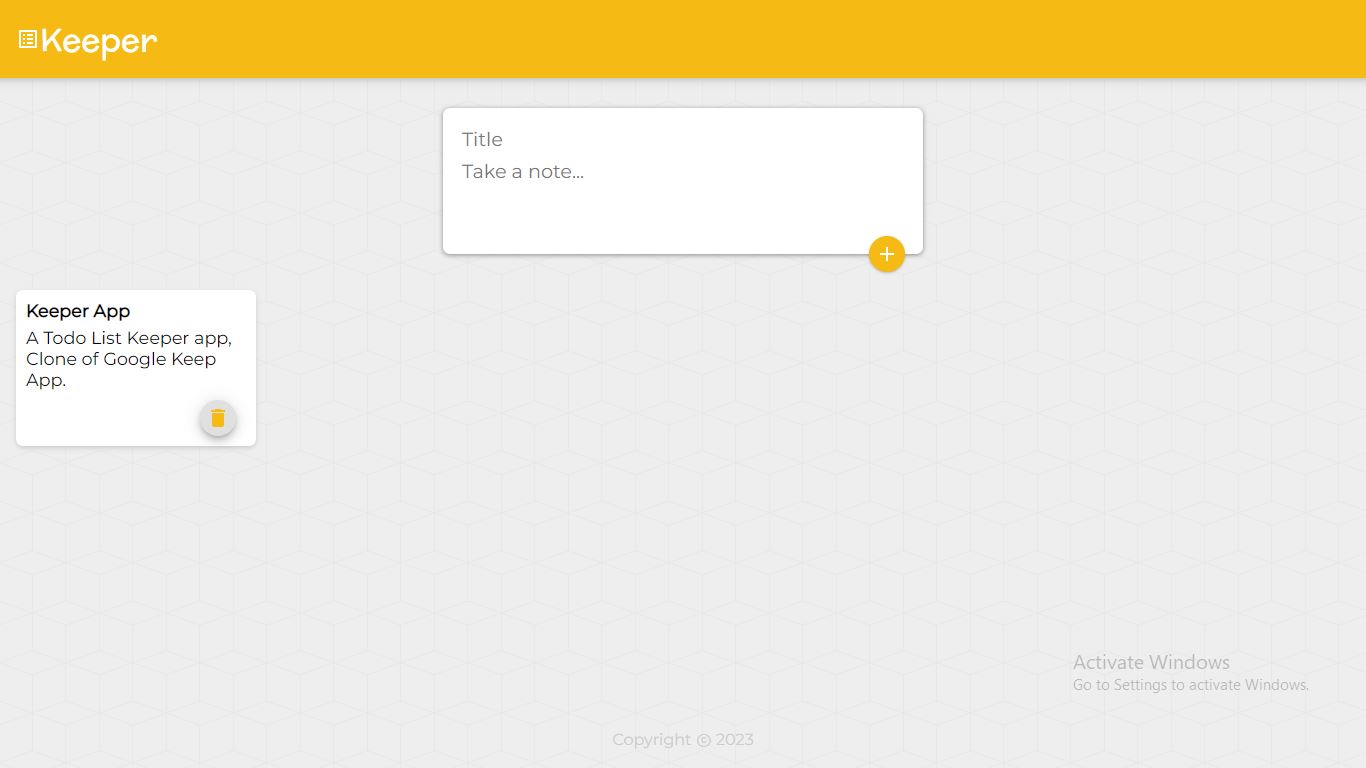 Keeper
Title
Take a note...
Keeper App
A Todo List Keeper app,
Clone of Google Keep
App.
Activate Windows
Go to Settings to activate Windows.
Copyright © 2023